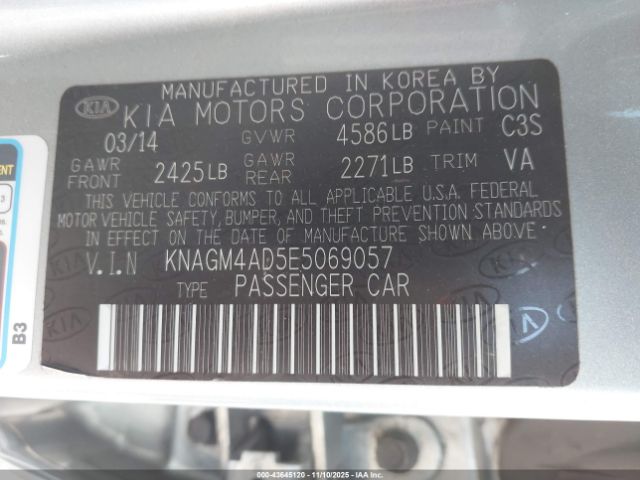 MANUFACTURED IN KOREA BY
KIA KIA MOTORS CORPORATION
03/14 GVWR 4586LB PAINT C3S
GAWR FRONT 2425LB GAWR REAR 2271LB TRIM VA
THIS VEHICLE CONFORMS TO ALL APPLICABLE U.S.A. FEDERAL
MOTOR VEHICLE SAFETY, BUMPER, AND THEFT PREVENTION STANDARDS
IN EFFECT ON THE DATE OF MANUFACTURE SHOWN ABOVE.
V.I.N KNAGM4AD5E5069057
TYPE PASSENGER CAR
B3
000-43645120 - 11/10/2025 - IAAI.com